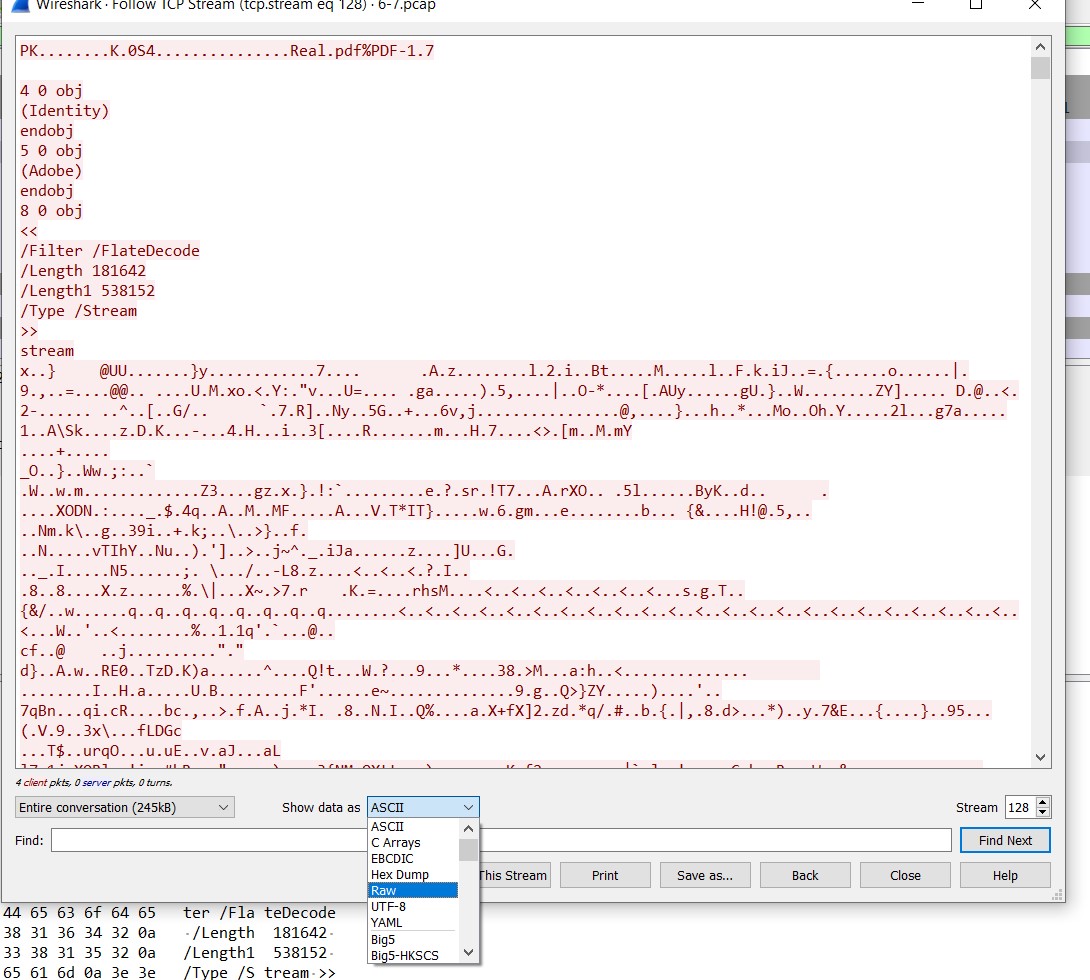 Wireshark · Follow TCP Stream (tcp.stream eq 128) · 6-7.pcap
PK........K.0S4...............Real.pdf%PDF-1.7
4 0 obj
(Identity)
endobj
5 0 obj
(Adobe)
endobj
8 0 obj
<<
/Filter /FlateDecode
/Length 181642
/Length1 538152
/Type /Stream
>>
stream
x..} @UU.......}y............7.... .A.z........l.2.i..Bt.....M.....l..F.k.iJ..=.{......o......|.
9.,..=....@@.. .....U.M.xo.<.Y:."v...U=.... .ga.....).5,....| ..O-*....[.AUy......gU.}..W........ZY]..... D.@..<.
2-...... ..^..[..G/... `.7.R]..Ny..5G..+...6v,j................@,....}...h..*...Mo..Oh.Y.....2l...g7a.....
1..A\Sk....z.D.K...-...4.H...i..3[....R.......m...H.7....<>.[m..M.mY
....+.....
_O..}..Ww.;:..`
.W..w.m.............Z3....gz.x.}.!:`.........e.?.sr.!T7...A.rXO.. .5l......ByK..d.. .
....XODN.:...._.$.4q..A..M..MF.....A...V.T*IT}.....w.6.gm...e........b... {&....H!@.5,..
..Nm.k\..g..39i..+.k;..\..>}..f.
..N.....vTIhY..Nu..).']..>..j~^._.iJa......z....]U...G.
.._.I.....N5......;. \.../..-L8.z....<..<..<.?.I..
.8..8....X.z......%.\|...X~.>7.r .K.=....rhsM....<..<..<..<..<..<..<...s.g.T..
{&/..w......q..q..q..q..q..q..q..q........<..<..<..<..<..<..<..<..<..<..<..<..<..<..<..<..<..<..<..<..<..
<...W..'..<........%..1.1q'.`...@..
cf..@ ..j.........."."
d}..A.w..RE0..TzD.K)a......^....Q!t...W.?...9...*....38.>M...a:h..<..............
........I..H.a.....U.B.........F'......e~..............9.g..Q>}ZY.....)....'..
7qBn...qi.cR....bc.,..>.f.A..j.*I. .8..N.I..Q%....a.X+fX]2.zd.*q/.#..b.{.|,.8.d>...*)..y.7&E...{....}..95...
(.V.9..3x\...fLDGc
...T$..urqO...u.uE..v.aJ...aL
4 client pkts, 0 server pkts, 0 turns.
Entire conversation (245kB) Show data as ASCII Stream 128
ASCII
Find: Find Next
C Arrays
EBCDIC
Hex Dump
This Stream Print Save as... Back Close Help
Raw
UTF-8
YAML
Big5
Big5-HKSCS
44 65 63 6f 64 65 ter /Fla teDecode
38 31 36 34 32 0a ·/Length 181642·
33 38 31 35 32 0a /Length1 538152·
65 61 6d 0a 3e 3e /Type /S tream·>>